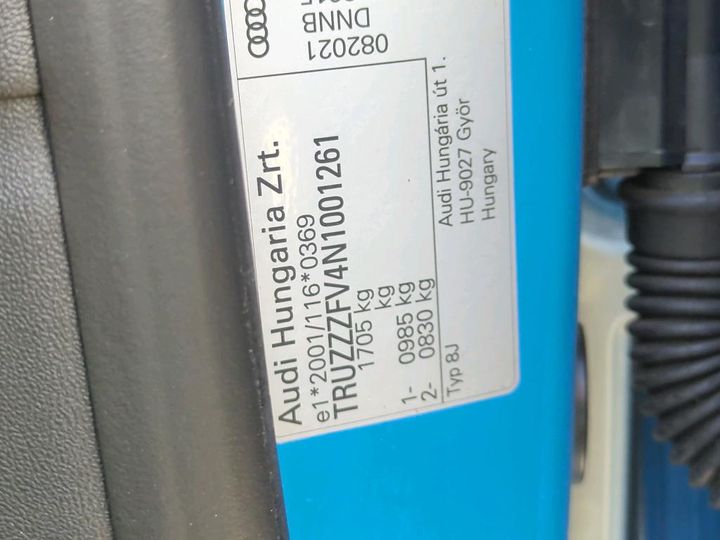 Audi Hungaria Zrt.
e1*2001/116*0369
TRUZZZFV4N1001261
1705 kg
kg
1- 0985 kg
2- 0830 kg
Typ 8J
082021
DNNB
Audi Hungária út 1.
HU-9027 Györ
Hungary